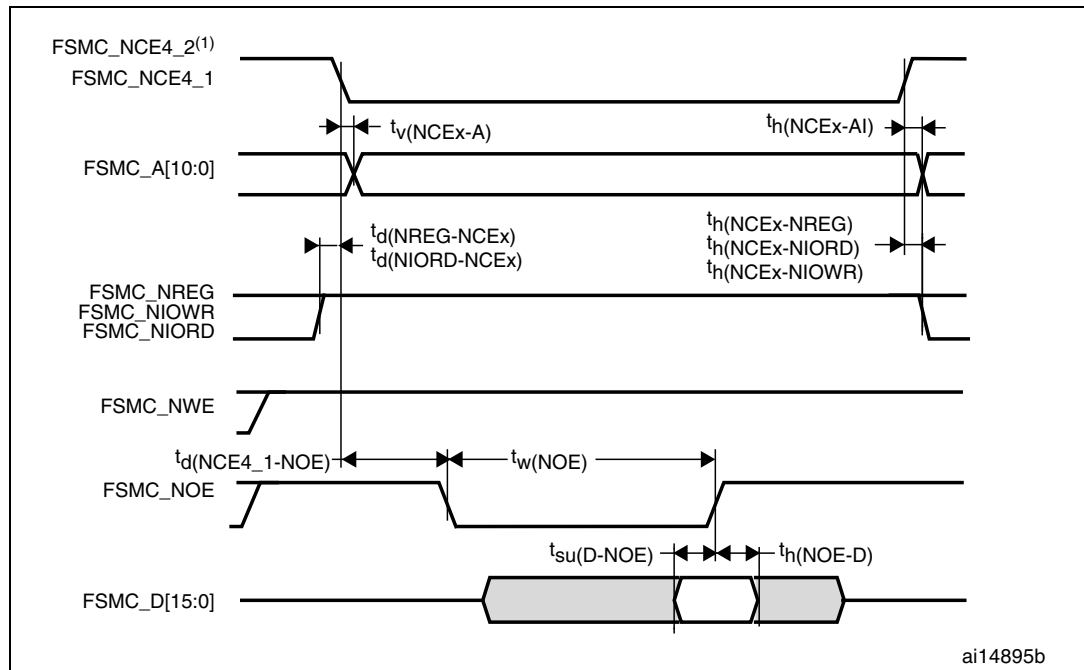 FSMC_NCE4_2(1)
FSMC_NCE4_1
tv(NCEx-A)
th(NCEx-AI)
FSMC_A[10:0]
td(NREG-NCEx)
td(NIORD-NCEx)
th(NCEx-NREG)
th(NCEx-NIORD)
th(NCEx-NIOWR)
FSMC_NREG
FSMC_NIOWR
FSMC_NIORD
FSMC_NWE
td(NCE4_1-NOE)
tw(NOE)
FSMC_NOE
tsu(D-NOE)
th(NOE-D)
FSMC_D[15:0]
ai14895b